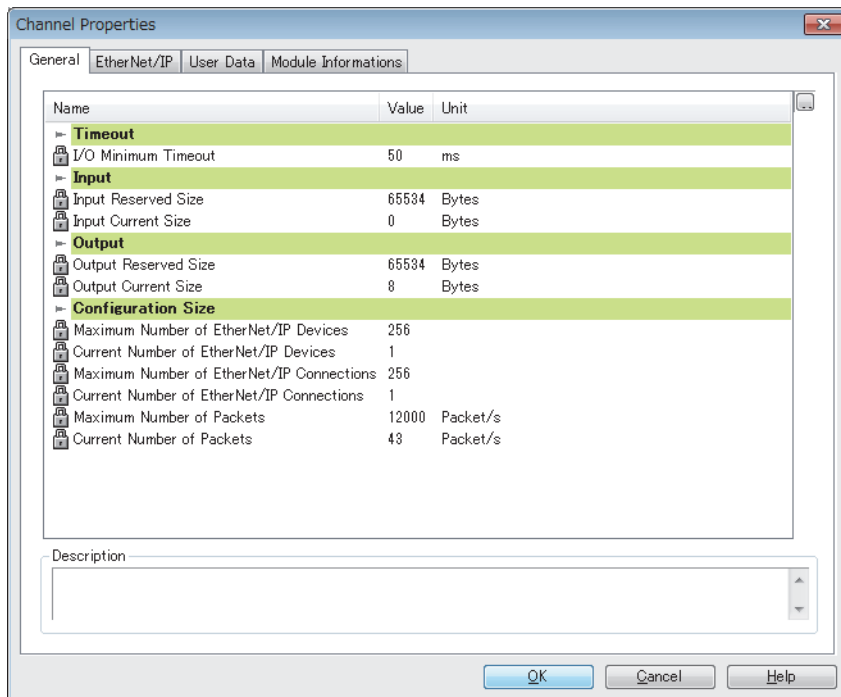 Channel Properties
General EtherNet/IP User Data Module Informations
Name Value Unit
Timeout
I/O Minimum Timeout 50 ms
Input
Input Reserved Size 65534 Bytes
Input Current Size 0 Bytes
Output
Output Reserved Size 65534 Bytes
Output Current Size 8 Bytes
Configuration Size
Maximum Number of EtherNet/IP Devices 256
Current Number of EtherNet/IP Devices 1
Maximum Number of EtherNet/IP Connections 256
Current Number of EtherNet/IP Connections 1
Maximum Number of Packets 12000 Packet/s
Current Number of Packets 43 Packet/s
Description
OK Cancel Help